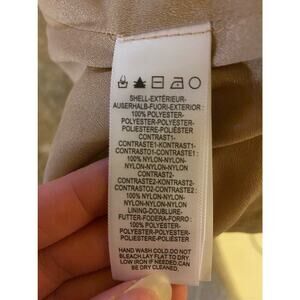 SHELL-EXTÉRIEUR-
AUßERHALB-FUORI-EXTERIOR :
100% POLYESTER-
POLYESTER-POLYESTER-
POLIESTERE-POLIÉSTER
CONTRAST1-
CONTRASTE1-KONTRAST1-
CONTRASTO1-CONTRASTE1 :
100% NYLON-NYLON-
NYLON-NYLON-NYLON
CONTRAST2-
CONTRASTE2-KONTRAST2-
CONTRASTO2-CONTRASTE2 :
100% NYLON-NYLON-
NYLON-NYLON-NYLON
LINING-DOUBLURE-
FUTTER-FODERA-FORRO :
100% POLYESTER-
POLYESTER-POLYESTER-
POLIESTERE-POLIÉSTER
HAND WASH COLD.DO NOT
BLEACH.LAY FLAT TO DRY.
LOW IRON IF NEEDED.CAN
BE DRY CLEANED.